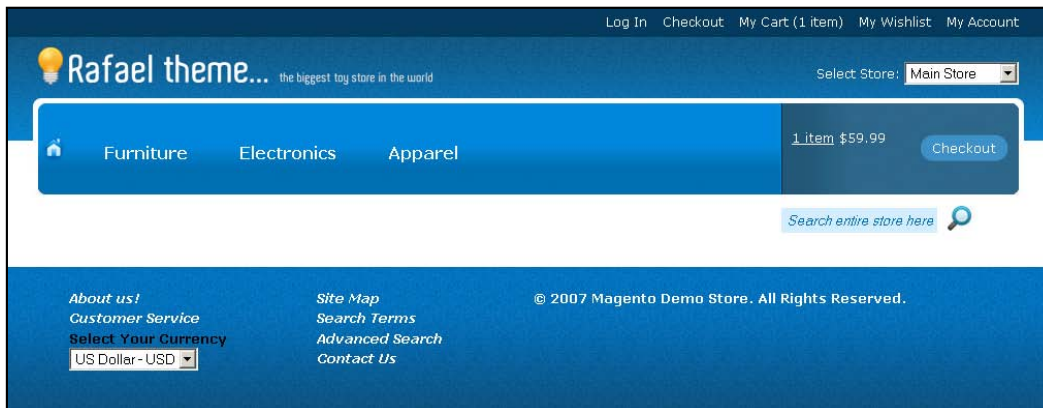 Log In Checkout My Cart (1 item) My Wishlist My Account
Rafael theme... the biggest toy store in the world
Select Store: Main Store
Furniture Electronics Apparel
1 item $59.99
Checkout
Search entire store here
About us!
Customer Service
Select Your Currency
US Dollar - USD
Site Map
Search Terms
Advanced Search
Contact Us
© 2007 Magento Demo Store. All Rights Reserved.